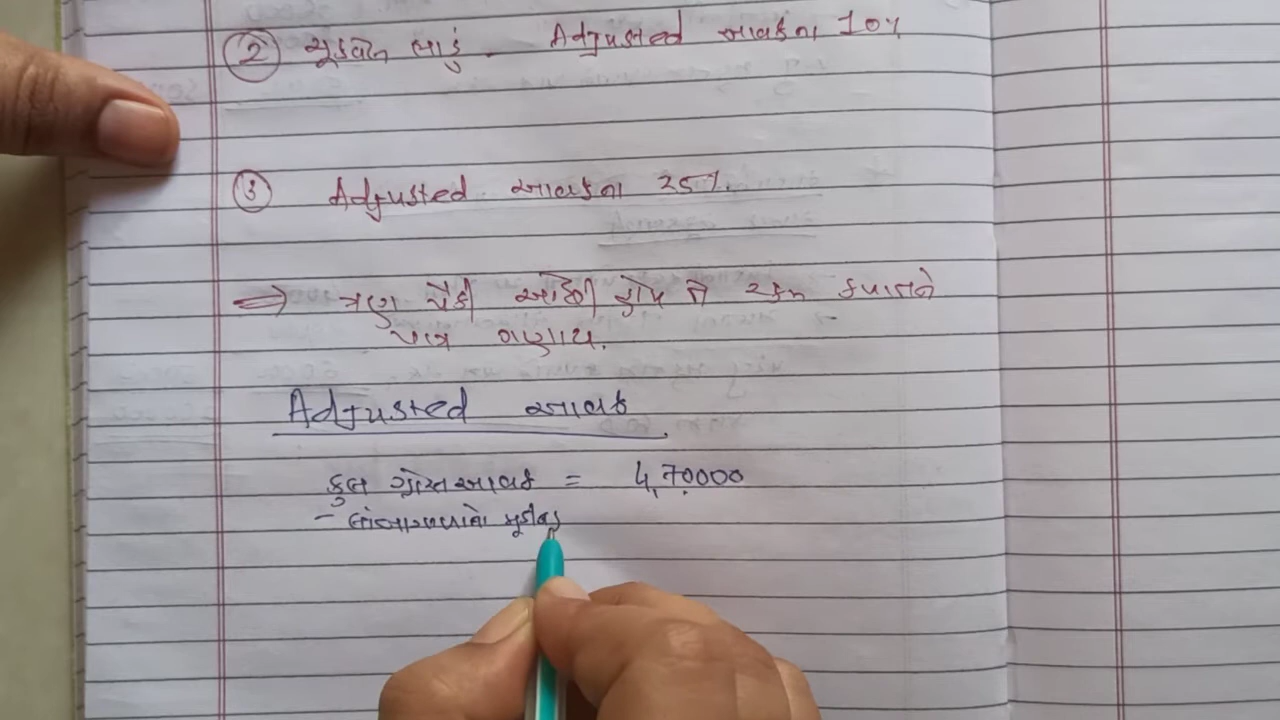 ② ચૂકવેલ ભાડું - Adjusted આવકના 10%
③ Adjusted આવકના 25%.
⇒ ત્રણ પૈકી ઓછી હોય તે રકમ કપાતને
પાત્ર ગણાય.
Adjusted આવક
કુલ ગ્રોસ આવક = 4,70000
- લાંબાગાળાનો મૂડી